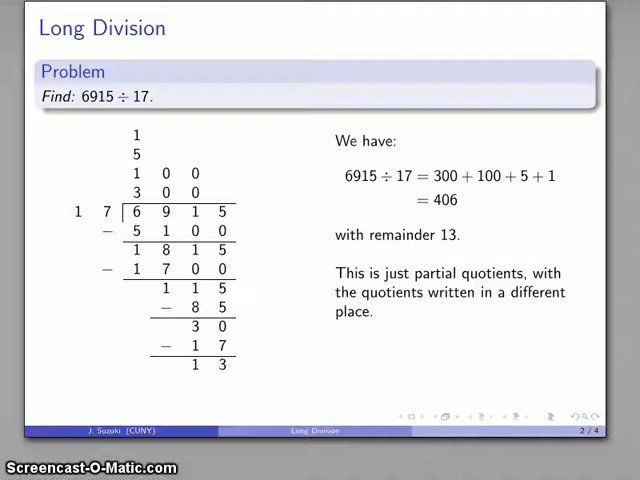 Long Division
Problem
Find: 6915 ÷ 17.
1
5
1 0 0
3 0 0
1 7 6 9 1 5
− 5 1 0 0
1 8 1 5
− 1 7 0 0
1 1 5
− 8 5
3 0
− 1 7
1 3
We have:
6915 ÷ 17 = 300 + 100 + 5 + 1
= 406
with remainder 13.
This is just partial quotients, with
the quotients written in a different
place.
J. Suzuki (CUNY) Long Division 2 / 4
Screencast-O-Matic.com